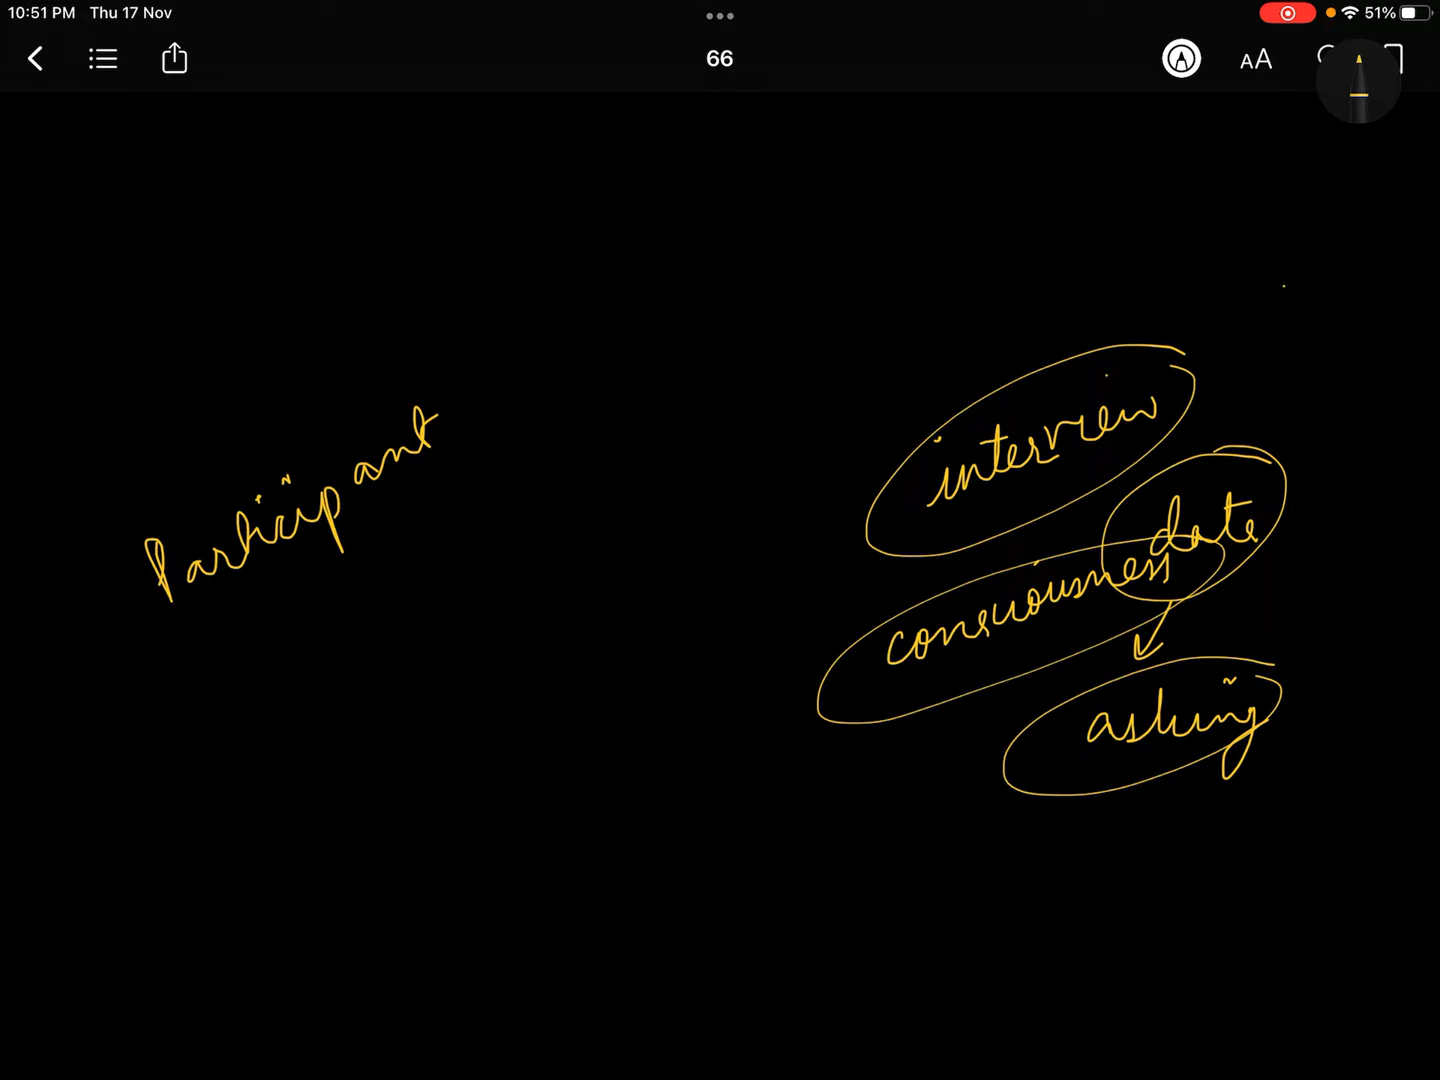 10:51 PM Thu 17 Nov
51%
66
AA
interview
Participant
date
consciousness
asking